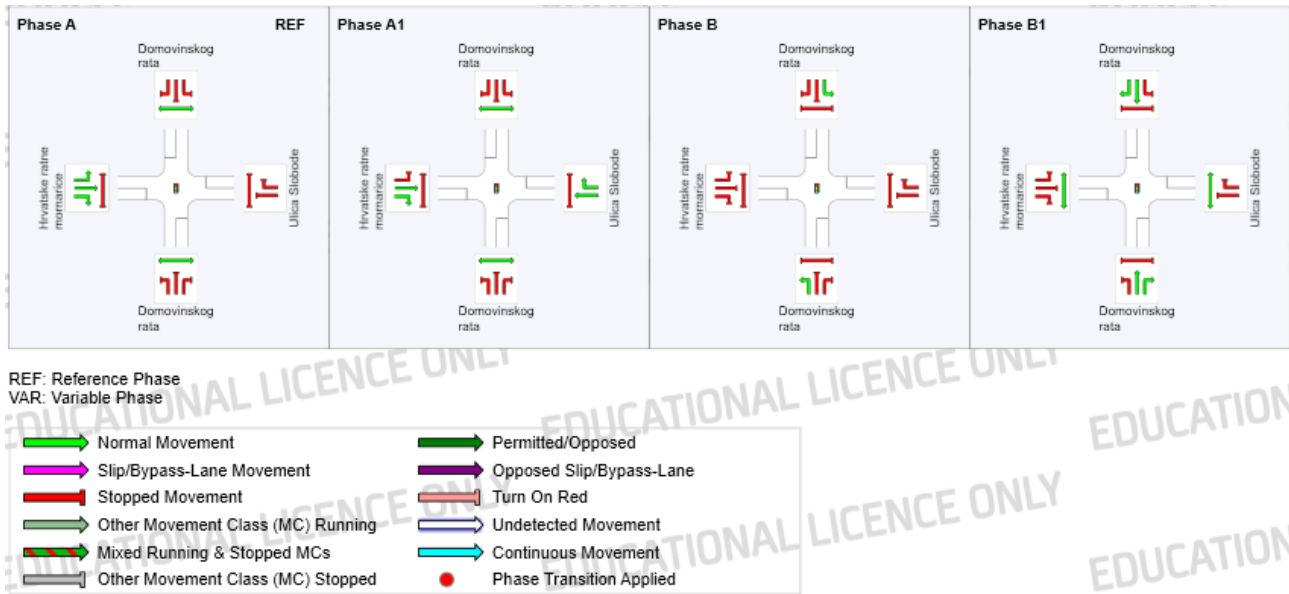 Phase A
REF
Phase A1
Phase B
Phase B1
Domovinskog
rata
Domovinskog
rata
Domovinskog
rata
Domovinskog
rata
Hrvatske ratne
mornarice
Ulica Slobode
Hrvatske ratne
mornarice
Ulica Slobode
Hrvatske ratne
mornarice
Ulica Slobode
Hrvatske ratne
mornarice
Ulica Slobode
Domovinskog
rata
Domovinskog
rata
Domovinskog
rata
Domovinskog
rata
REF: Reference Phase
VAR: Variable Phase
EDUCATIONAL LICENCE ONLY
EDUCATIONAL LICENCE ONLY
EDUCATION
Normal Movement
Permitted/Opposed
Slip/Bypass-Lane Movement
Opposed Slip/Bypass-Lane
Stopped Movement
Turn On Red
Other Movement Class (MC) Running
Undetected Movement
Mixed Running & Stopped MCs
Continuous Movement
Other Movement Class (MC) Stopped
Phase Transition Applied
EDUCATIONAL LICENCE ONLY
EDUCATIONAL LICENCE ONLY
EDUCATION